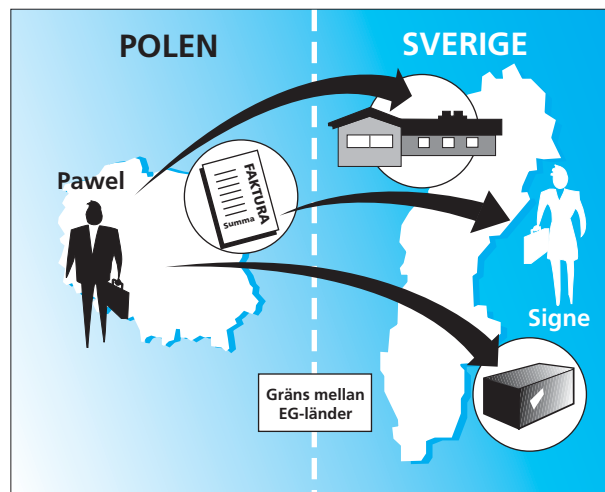 POLEN
SVERIGE
Pawel
FAKTURA
Summa
Signe
Gräns mellan
EG-länder